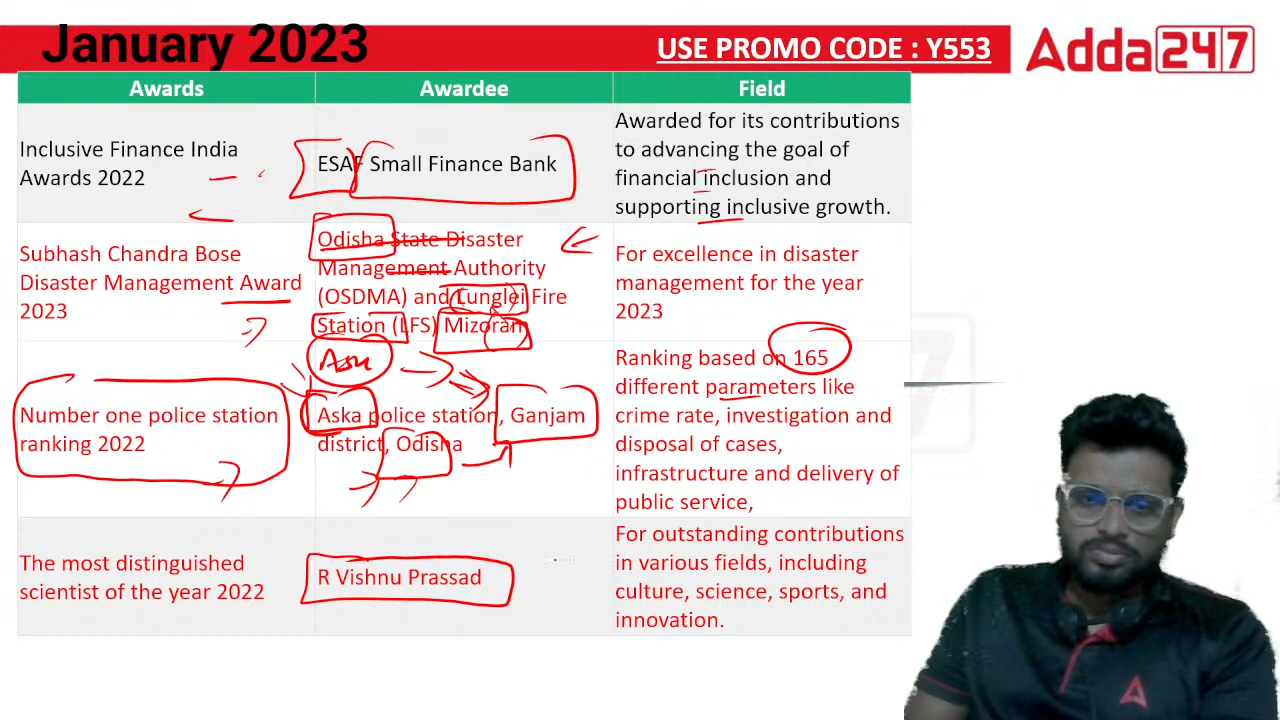 January 2023
USE PROMO CODE : Y553
Adda247
Awards
Awardee
Field
Inclusive Finance India
Awards 2022
ESAF Small Finance Bank
Awarded for its contributions
to advancing the goal of
financial inclusion and
supporting inclusive growth.
Subhash Chandra Bose
Disaster Management Award
2023
Odisha State Disaster
Management Authority
(OSDMA) and Lunglei Fire
Station (LFS) Mizoram
For excellence in disaster
management for the year
2023
Number one police station
ranking 2022
Aska police station, Ganjam
district, Odisha
Ranking based on 165
different parameters like
crime rate, investigation and
disposal of cases,
infrastructure and delivery of
public service,
The most distinguished
scientist of the year 2022
R Vishnu Prassad
For outstanding contributions
in various fields, including
culture, science, sports, and
innovation.